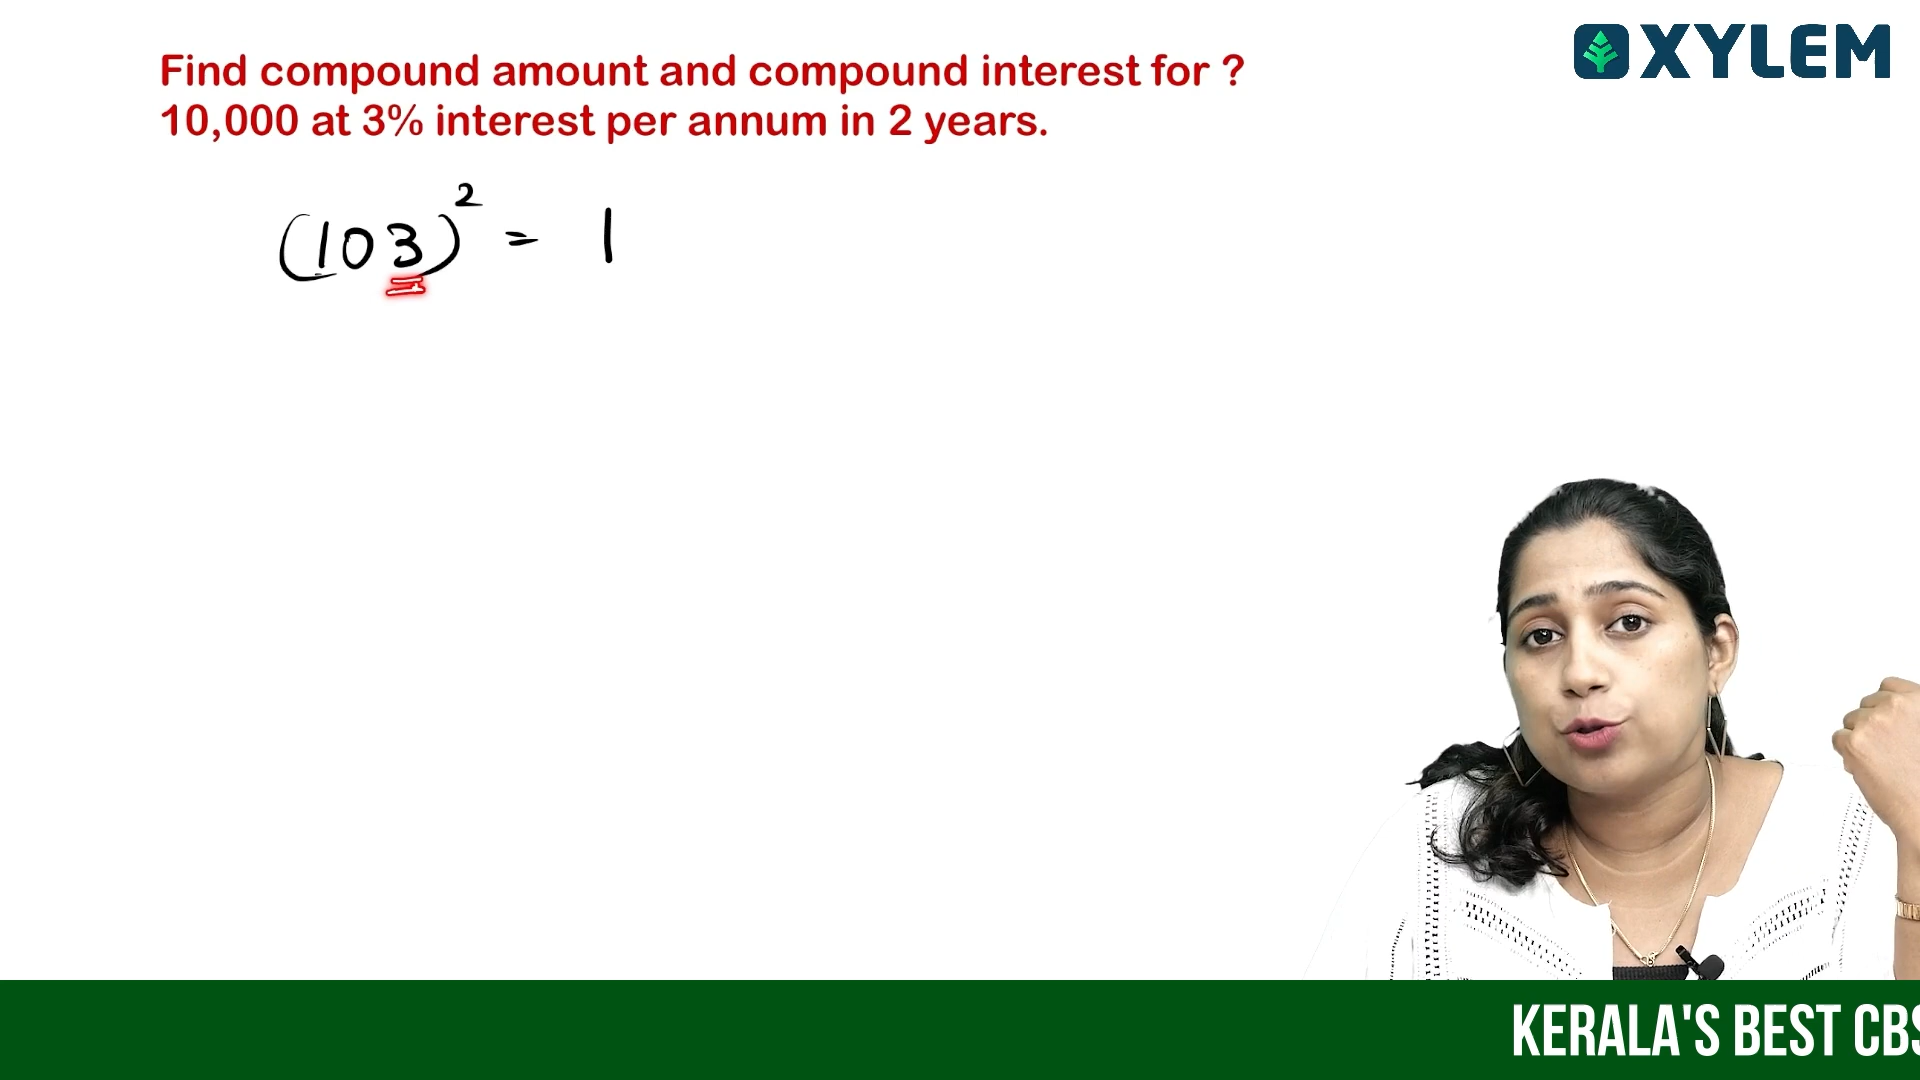 XYLEM
Find compound amount and compound interest for ?
10,000 at 3% interest per annum in 2 years.
(103)² = 1
KERALA'S BEST CBS